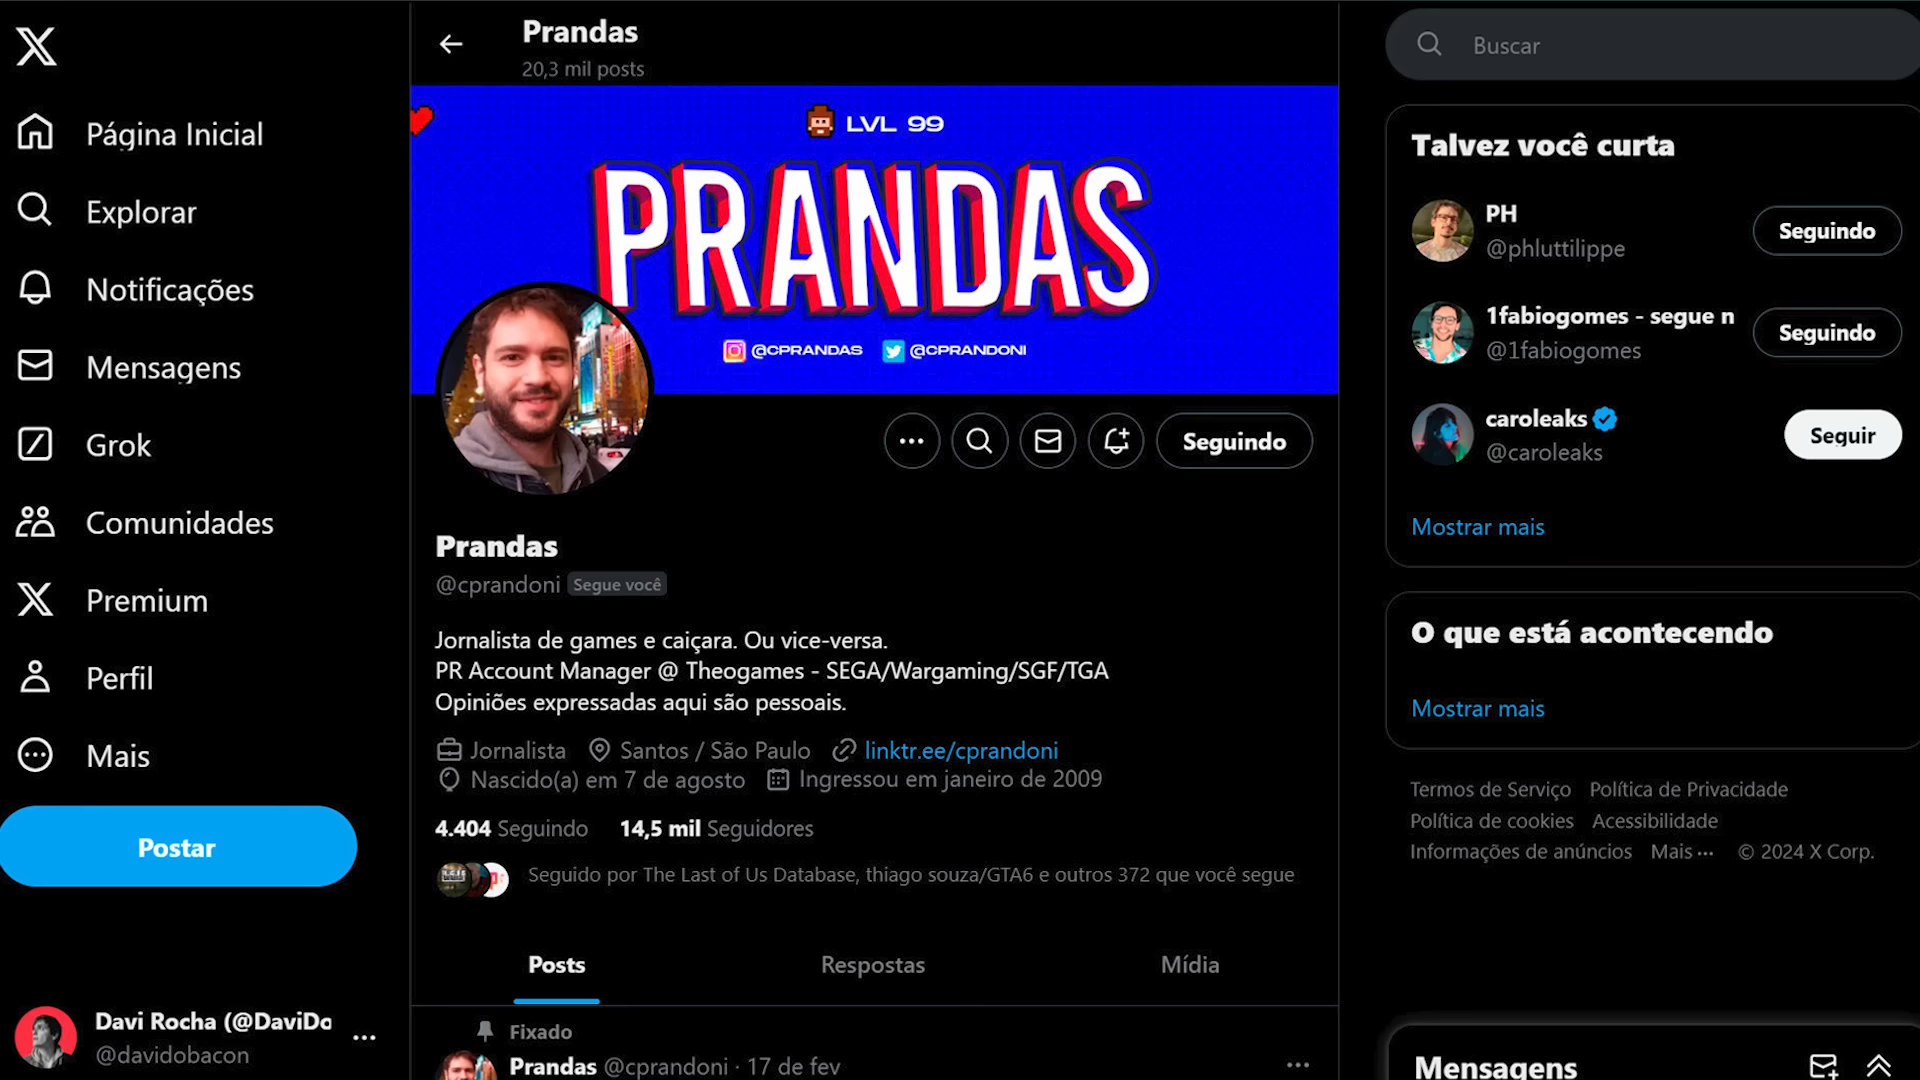 Página Inicial
Explorar
Notificações
Mensagens
Grok
Comunidades
Premium
Perfil
Mais
Postar
Davi Rocha (@DaviDo
@davidobacon
Prandas
20,3 mil posts
LVL 99
PRANDAS
@CPRANDAS @CPRANDONI
Seguindo
Prandas
@cprandoni Segue você
Jornalista de games e caiçara. Ou vice-versa.
PR Account Manager @ Theogames - SEGA/Wargaming/SGF/TGA
Opiniões expressadas aqui são pessoais.
Jornalista Santos / São Paulo linktr.ee/cprandoni
Nascido(a) em 7 de agosto Ingressou em janeiro de 2009
4.404 Seguindo 14,5 mil Seguidores
Seguido por The Last of Us Database, thiago souza/GTA6 e outros 372 que você segue
Posts Respostas Mídia
Fixado
Prandas @cprandoni · 17 de fev
Buscar
Talvez você curta
PH
@phluttilippe
Seguindo
1fabiogomes - segue n
@1fabiogomes
Seguindo
caroleaks
@caroleaks
Seguir
Mostrar mais
O que está acontecendo
Mostrar mais
Termos de Serviço Política de Privacidade
Política de cookies Acessibilidade
Informações de anúncios Mais ··· © 2024 X Corp.
Mensagens